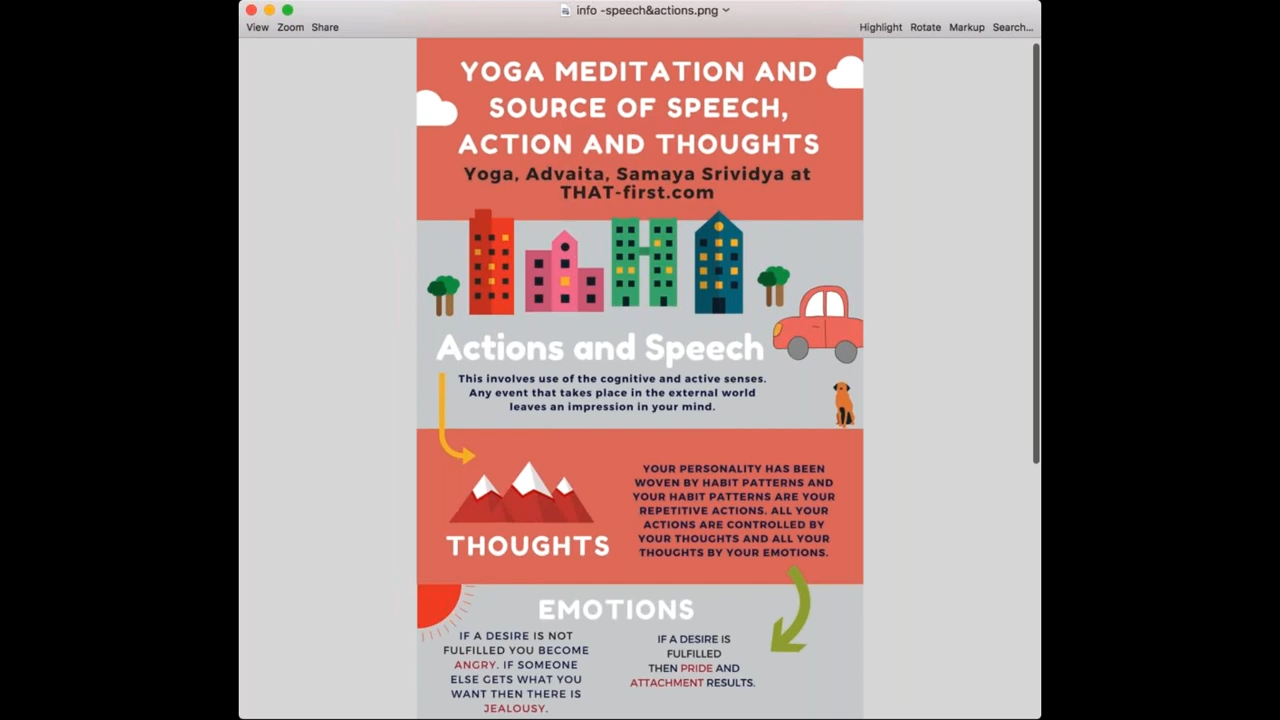 info -speech&actions.png
View Zoom Share
Highlight Rotate Markup Search...
YOGA MEDITATION AND
SOURCE OF SPEECH,
ACTION AND THOUGHTS
Yoga, Advaita, Samaya Srividya at
THAT-first.com
Actions and Speech
This involves use of the cognitive and active senses.
Any event that takes place in the external world
leaves an impression in your mind.
THOUGHTS
YOUR PERSONALITY HAS BEEN
WOVEN BY HABIT PATTERNS AND
YOUR HABIT PATTERNS ARE YOUR
REPETITIVE ACTIONS. ALL YOUR
ACTIONS ARE CONTROLLED BY
YOUR THOUGHTS AND ALL YOUR
THOUGHTS BY YOUR EMOTIONS.
EMOTIONS
IF A DESIRE IS NOT
FULFILLED YOU BECOME
ANGRY. IF SOMEONE
ELSE GETS WHAT YOU
WANT THEN THERE IS
JEALOUSY.
IF A DESIRE IS
FULFILLED
THEN PRIDE AND
ATTACHMENT RESULTS.